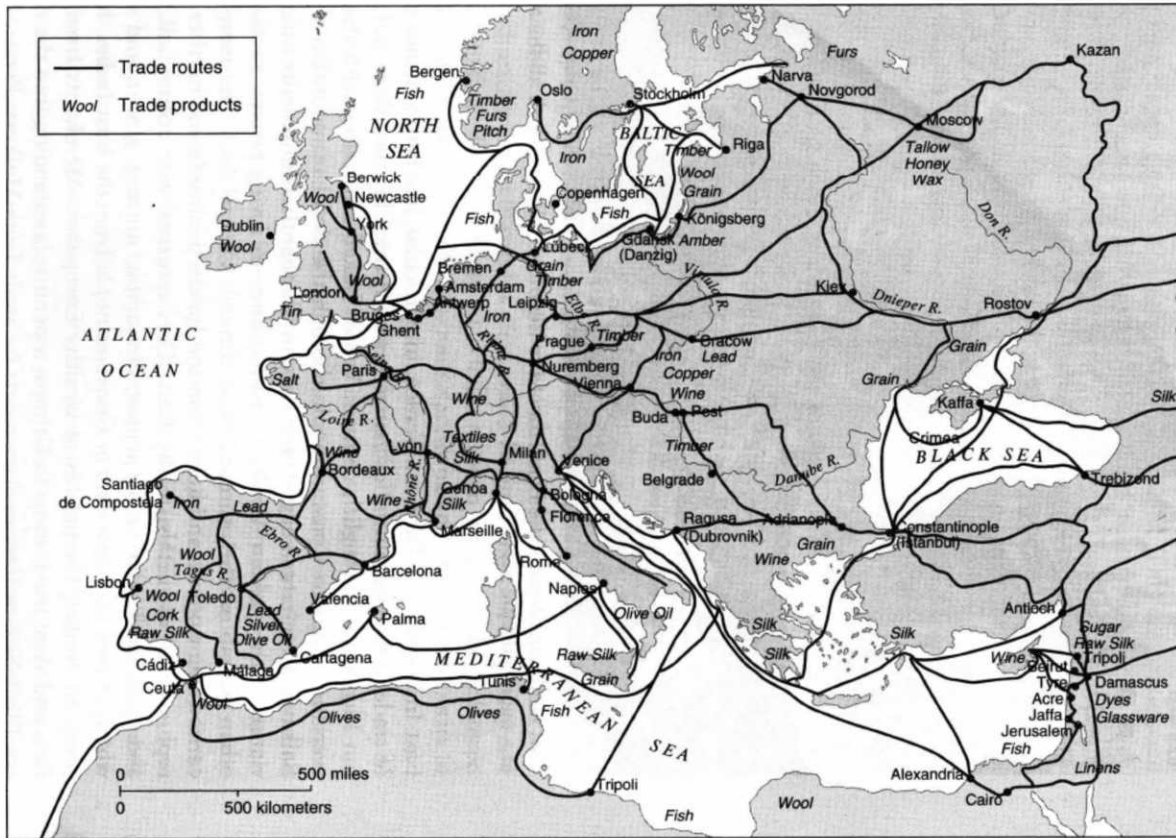 Trade routes
Wool Trade products
Iron
Copper
Furs
Kazan
Bergen
Fish
Oslo
Stockholm
Narva
Novgorod
Timber
Furs
Pitch
NORTH
SEA
BALTIC
SEA
Moscow
Tallow
Honey
Wax
Riga
Timber
Iron
Wool
Grain
Berwick
Newcastle
Wool
York
Dublin
Wool
Copenhagen
Fish
Fish
Königsberg
Don R.
Gdańsk
(Danzig)
Amber
Lübeck
Grain
Timber
Bremen
Wool
Amsterdam
Antwerp
Iron
Leipzig
Elbe R.
Vistula R.
Kiev
Dnieper R.
Rostov
London
Tin
Bruges
Ghent
ATLANTIC
OCEAN
Rhine R.
Prague
Timber
Cracow
Lead
Iron
Copper
Wine
Grain
Paris
Salt
Nuremberg
Vienna
Grain
Wine
Buda
Pest
Kaffa
Silk
Loire R.
Crimea
Lyon
Textiles
Silk
Milan
Timber
BLACK SEA
Wine
Bordeaux
Venice
Belgrade
Danube R.
Trebizond
Santiago
de Compostela
Iron
Lead
Wine
Rhône R.
Genoa
Silk
Bologna
Florence
Marseille
Ragusa
(Dubrovnik)
Adrianople
Constantinople
(Istanbul)
Grain
Wine
Ebro R.
Wool
Tagus R.
Rome
Barcelona
Lisbon
Wool
Cork
Raw Silk
Toledo
Lead
Silver
Olive Oil
Valencia
Palma
Naples
Olive Oil
Antioch
Silk
Silk
Silk
Sugar
Raw Silk
Cádiz
Málaga
Cartagena
MEDITERRANEAN
SEA
Raw Silk
Grain
Wine
Tripoli
Beirut
Damascus
Tyre
Acre
Jaffa
Jerusalem
Dyes
Glassware
Ceuta
Wool
Tunis
Fish
Olives
Olives
Fish
Linens
0 500 miles
0 500 kilometers
Tripoli
Alexandria
Cairo
Fish
Wool